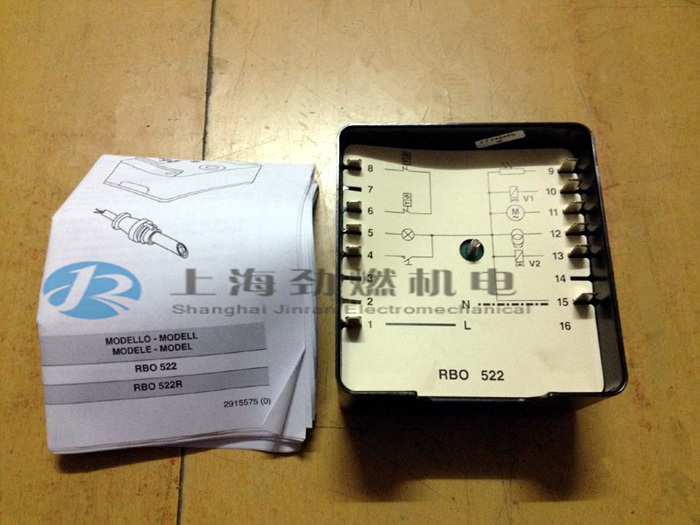 上海劲燃机电
Shanghai Jinran Electromechanical
JR
MODELLO - MODELL
MODELE - MODEL
RBO 522
RBO 522R
2915575 (0)
8
7
6
5
4
3
2
1
9
10
11
12
13
14
15
16
V1
M
V2
N
L
RBO 522